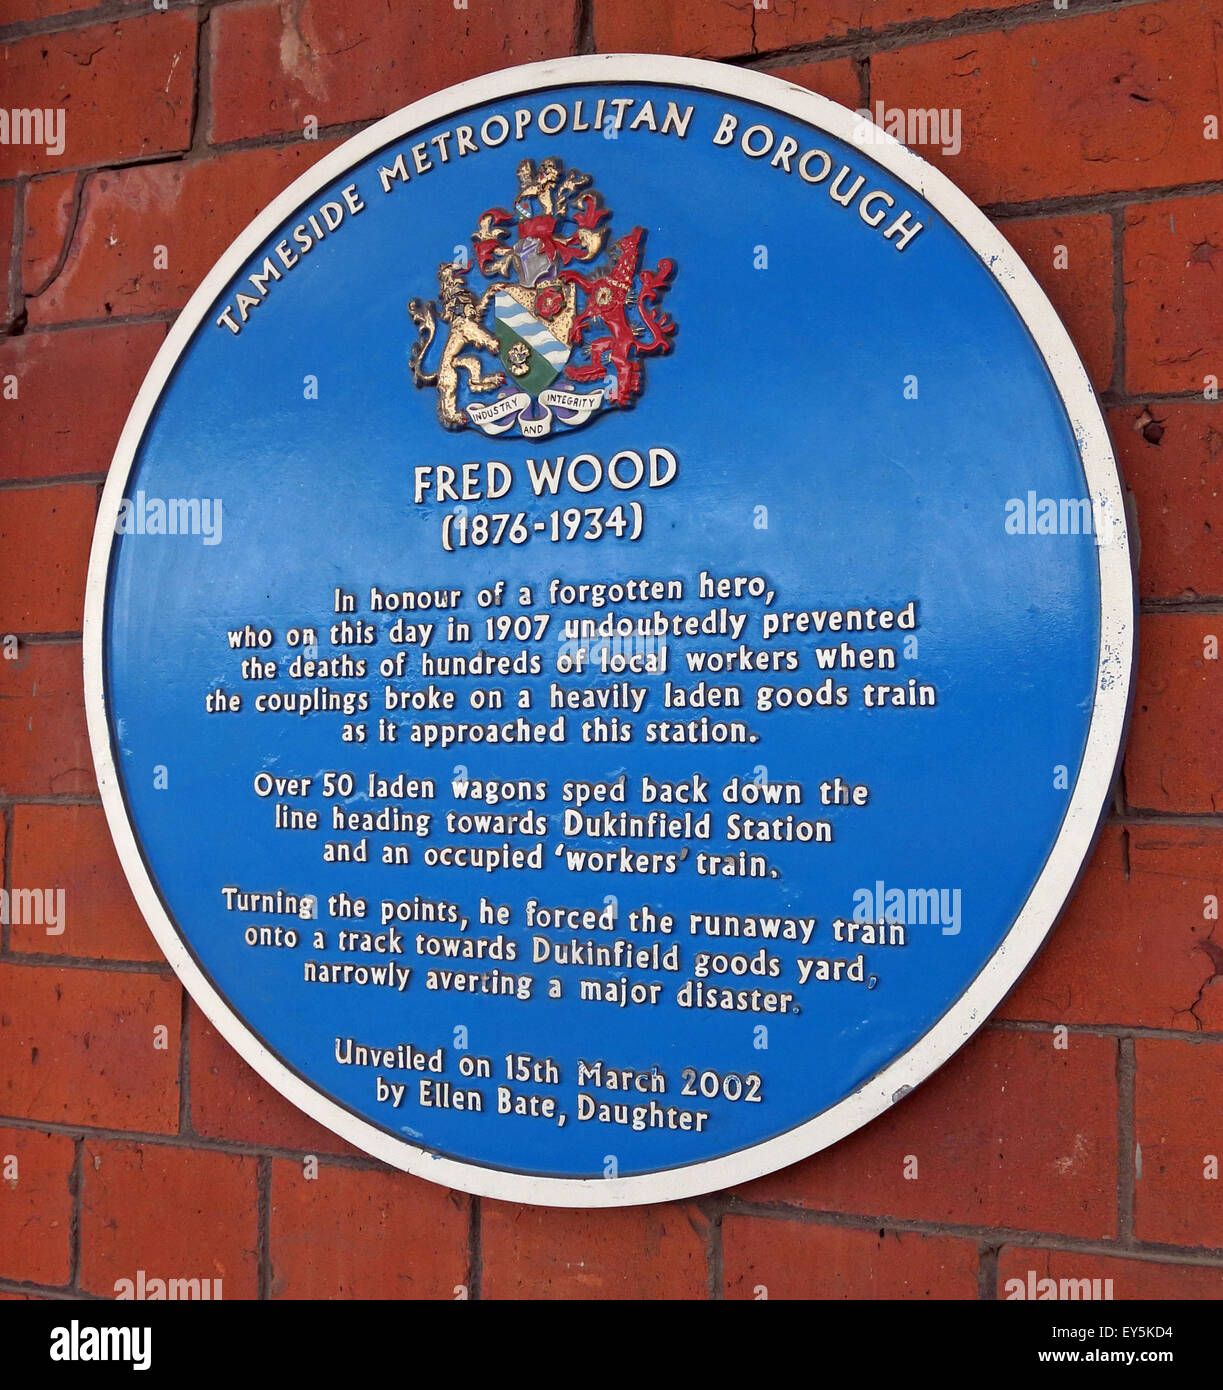 TAMESIDE METROPOLITAN BOROUGH
INDUSTRY AND INTEGRITY
FRED WOOD
(1876-1934)
In honour of a forgotten hero,
who on this day in 1907 undoubtedly prevented
the deaths of hundreds of local workers when
the couplings broke on a heavily laden goods train
as it approached this station.
Over 50 laden wagons sped back down the
line heading towards Dukinfield Station
and an occupied ‘workers’ train.
Turning the points, he forced the runaway train
onto a track towards Dukinfield goods yard,
narrowly averting a major disaster.
Unveiled on 15th March 2002
by Ellen Bate, Daughter
alamy stock photo
EY5KD4
www.alamy.com